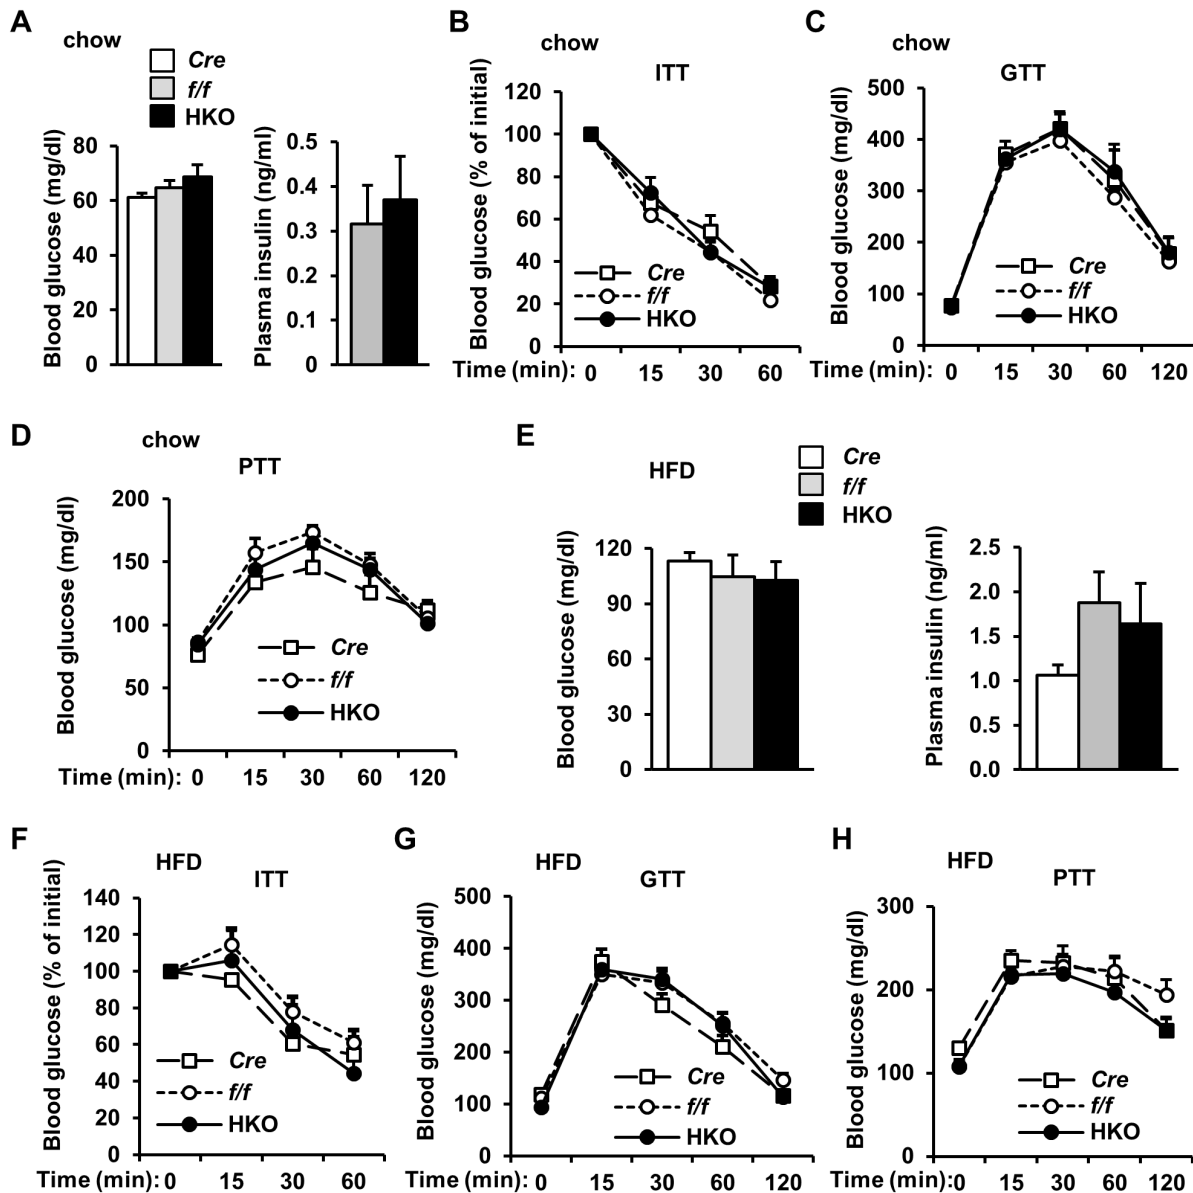 A
chow
Cre
f/f
HKO
Blood glucose (mg/dl)
80
60
40
20
0
Plasma insulin (ng/ml)
0.5
0.4
0.3
0.2
0.1
0
B
chow
ITT
Blood glucose (% of initial)
120
100
80
60
40
20
0
Cre
f/f
HKO
Time (min): 0 15 30 60
C
chow
GTT
Blood glucose (mg/dl)
500
400
300
200
100
0
Cre
f/f
HKO
Time (min): 0 15 30 60 120
D
chow
PTT
Blood glucose (mg/dl)
200
150
100
50
0
Cre
f/f
HKO
Time (min): 0 15 30 60 120
E
HFD
Cre
f/f
HKO
Blood glucose (mg/dl)
120
90
60
30
0
Plasma insulin (ng/ml)
2.5
2.0
1.5
1.0
0.5
0.0
F
HFD
ITT
Blood glucose (% of initial)
140
120
100
80
60
40
20
0
Cre
f/f
HKO
Time (min): 0 15 30 60
G
HFD
GTT
Blood glucose (mg/dl)
500
400
300
200
100
0
Cre
f/f
HKO
Time (min): 0 15 30 60 120
H
HFD
PTT
Blood glucose (mg/dl)
300
200
100
0
Cre
f/f
HKO
Time (min): 0 15 30 60 120